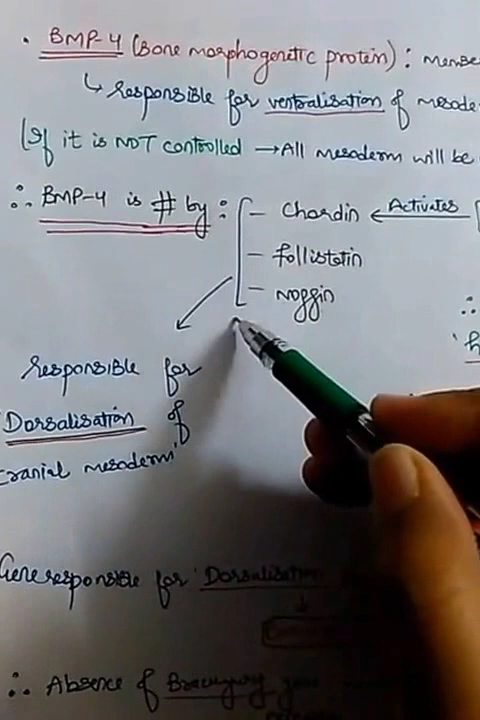 . BMP-4 (Bone morphogenetic protein) : Membe
↳ Responsible for ventralisation of mesode
(If it is NOT controlled → All mesoderm will be
∴ BMP-4 is # by : [ - Chordin ← Activates
- follistatin
- Noggin
∴
Responsible for
Dorsalisation of
Cranial mesoderm
Gene responsible for 'Dorsalisation
∴ Absence of Brachyury gene